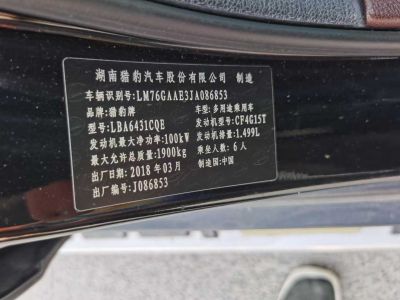 湖南猎豹汽车股份有限公司 制造
车辆识别号:LM76GAAE3JA086853
品牌:猎豹牌 车型:多用途乘用车
型号:LBA6431CQE 发动机型号:CF4G15T
发动机最大净功率:100kW 发动机排量:1.499L
最大允许总质量:1900kg 乘坐人数:6人
出厂日期:2018年03月 制造国:中国
出厂编号:J086853